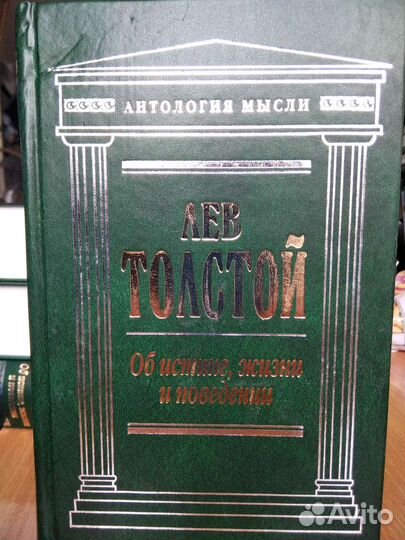 АНТОЛОГИЯ МЫСЛИ
ЛЕВ
ТОЛСТОЙ
Об истине, жизни
и поведении
Avito